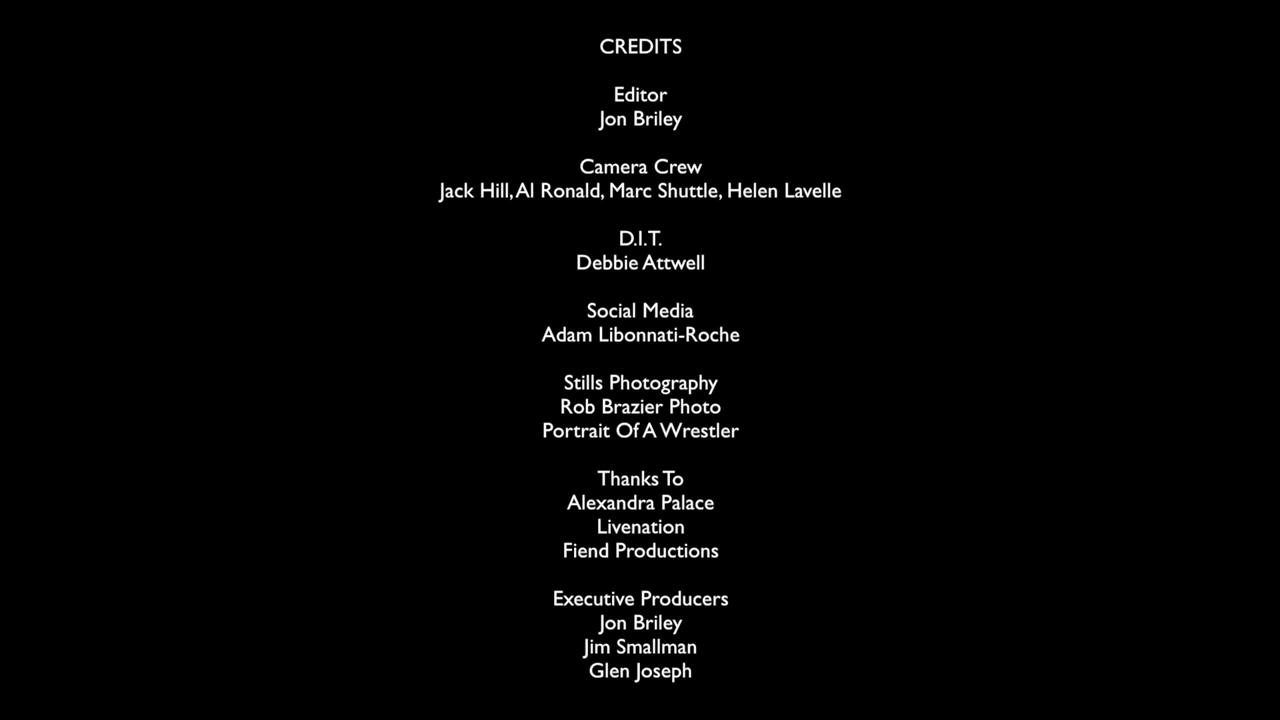 CREDITS
Editor
Jon Briley
Camera Crew
Jack Hill, Al Ronald, Marc Shuttle, Helen Lavelle
D.I.T.
Debbie Attwell
Social Media
Adam Libonnati-Roche
Stills Photography
Rob Brazier Photo
Portrait Of A Wrestler
Thanks To
Alexandra Palace
Livenation
Fiend Productions
Executive Producers
Jon Briley
Jim Smallman
Glen Joseph